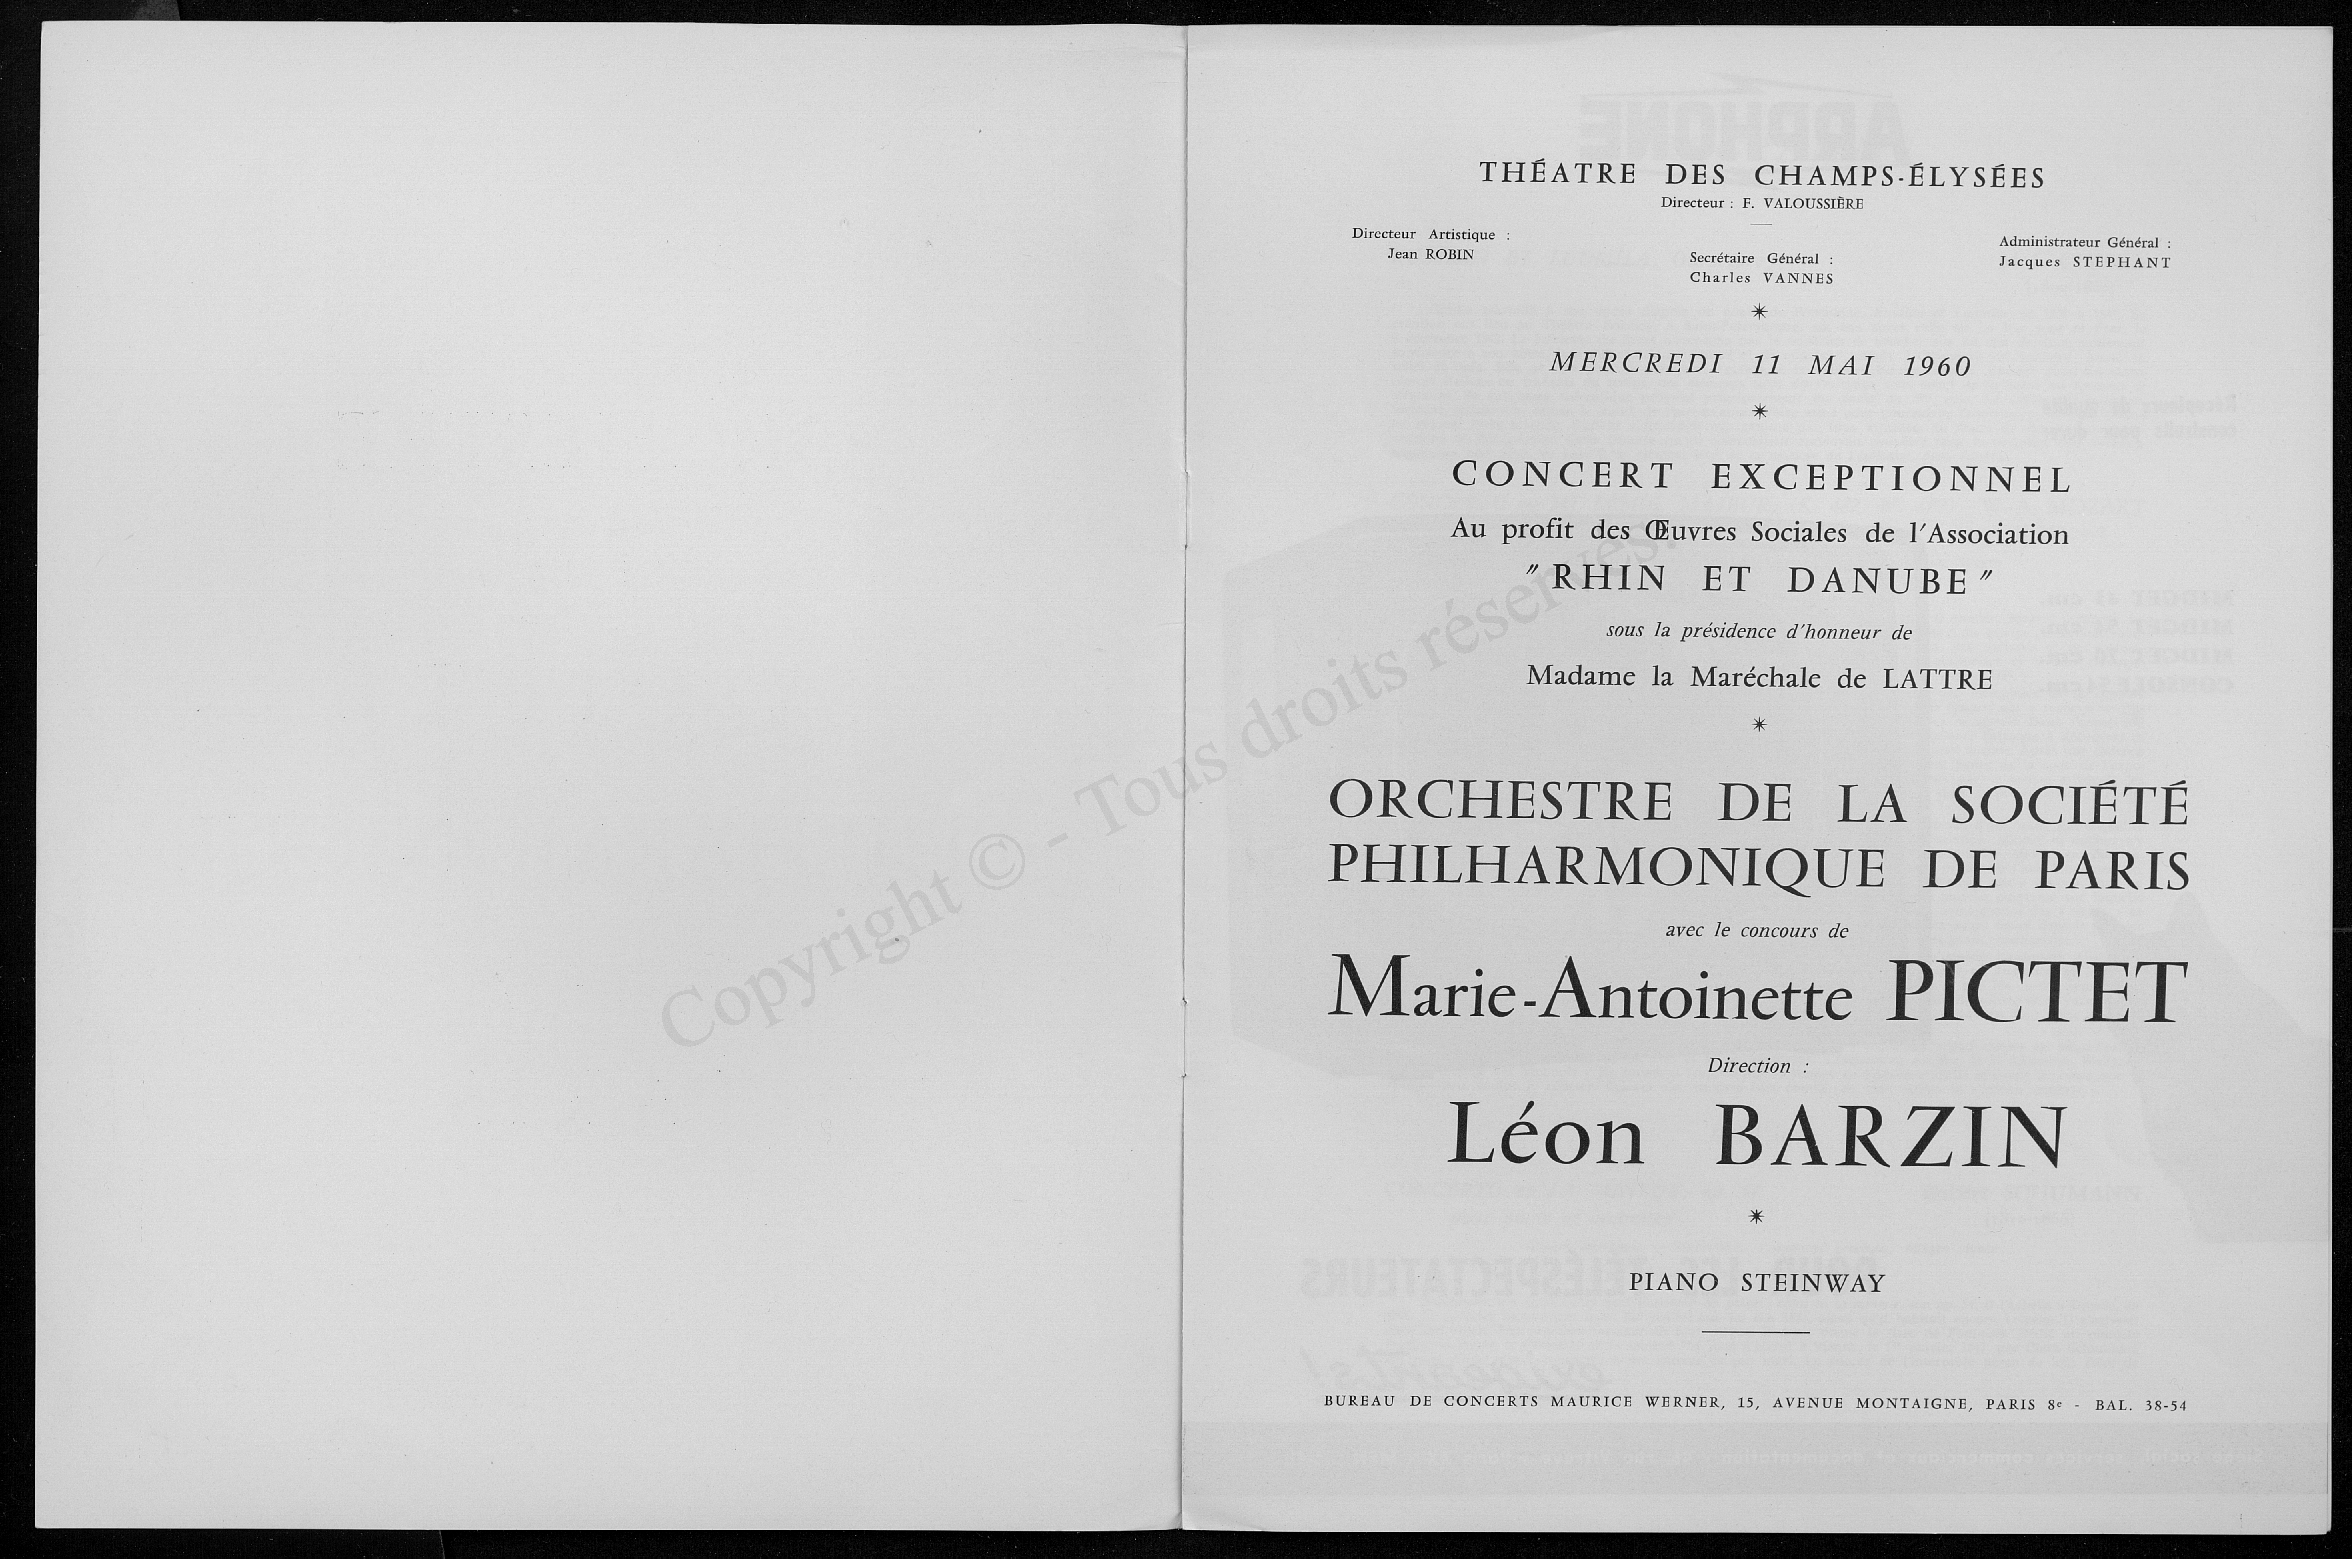 THÉATRE DES CHAMPS-ÉLYSÉES
Directeur : F. VALOUSSIÈRE
Directeur Artistique :
Jean ROBIN
Secrétaire Général :
Charles VANNES
Administrateur Général :
Jacques STEPHANT
MERCREDI 11 MAI 1960
CONCERT EXCEPTIONNEL
Au profit des Œuvres Sociales de l'Association
"RHIN ET DANUBE"
sous la présidence d'honneur de
Madame la Maréchale de LATTRE
ORCHESTRE DE LA SOCIÉTÉ
PHILHARMONIQUE DE PARIS
avec le concours de
Marie-Antoinette PICTET
Direction :
Léon BARZIN
PIANO STEINWAY
BUREAU DE CONCERTS MAURICE WERNER, 15, AVENUE MONTAIGNE, PARIS 8e - BAL. 38-54
Copyright © - Tous droits réservés.